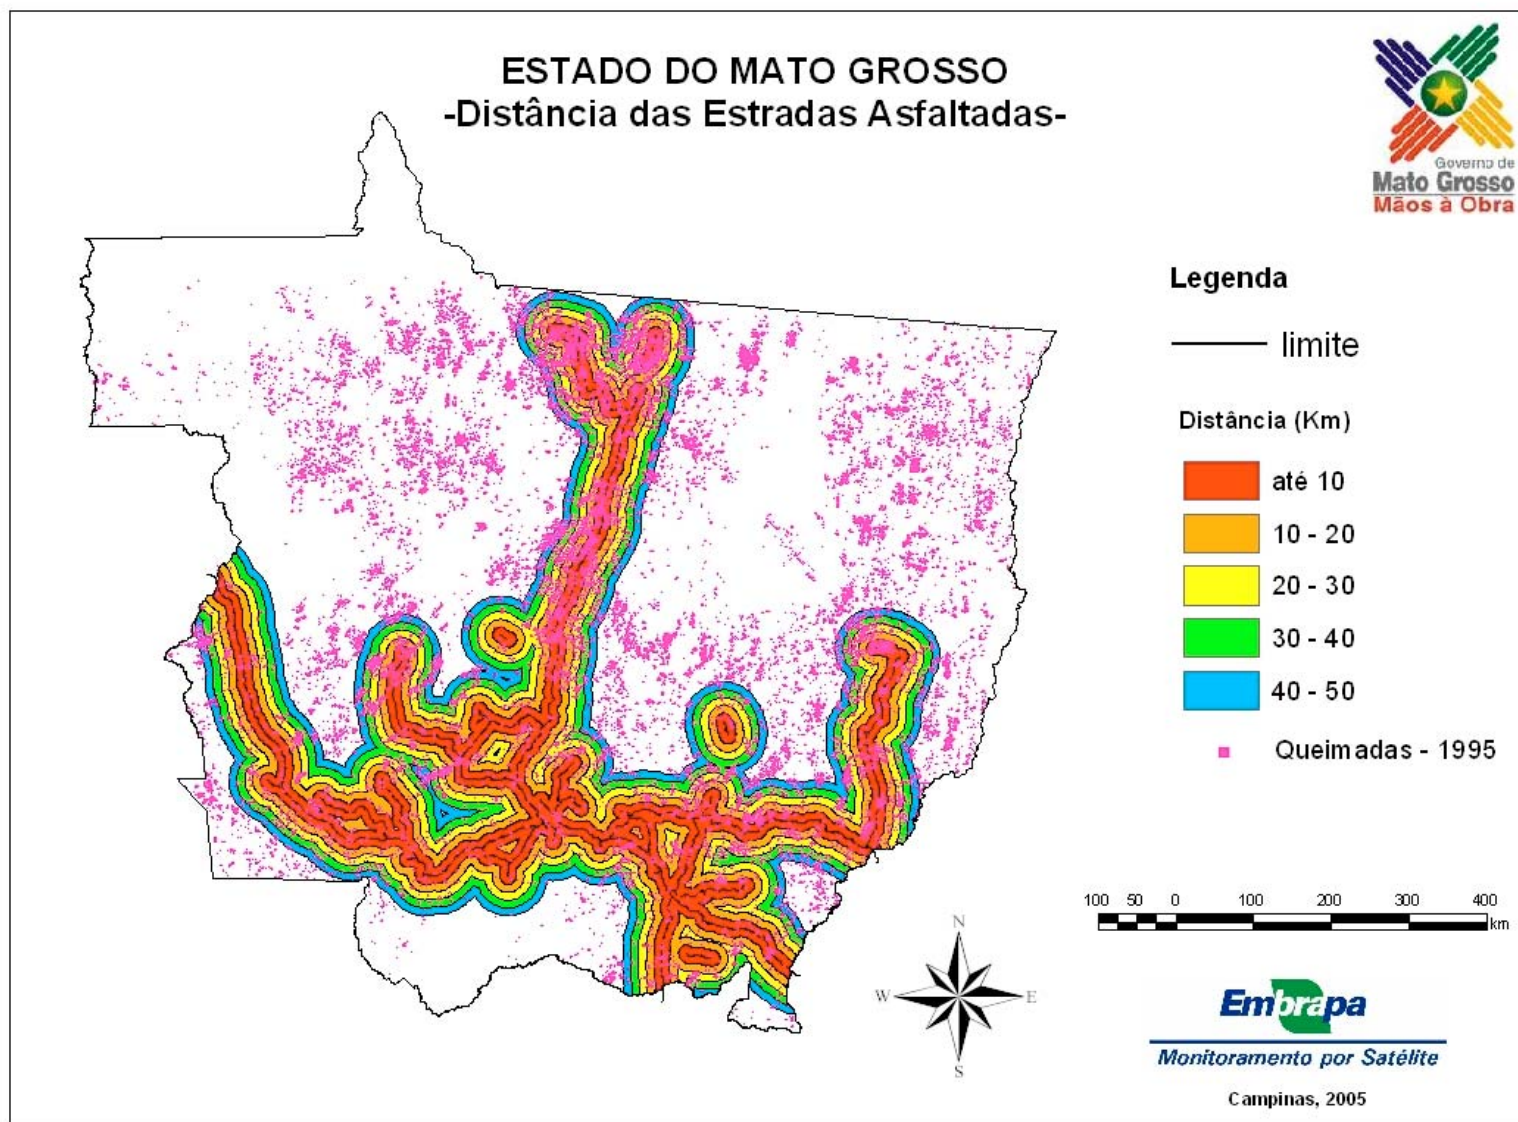 ESTADO DO MATO GROSSO
-Distância das Estradas Asfaltadas-
Governo de
Mato Grosso
Mãos à Obra
Legenda
limite
Distância (Km)
até 10
10 - 20
20 - 30
30 - 40
40 - 50
Queimadas - 1995
100 50 0 100 200 300 400
km
N
W E
S
Embrapa
Monitoramento por Satélite
Campinas, 2005